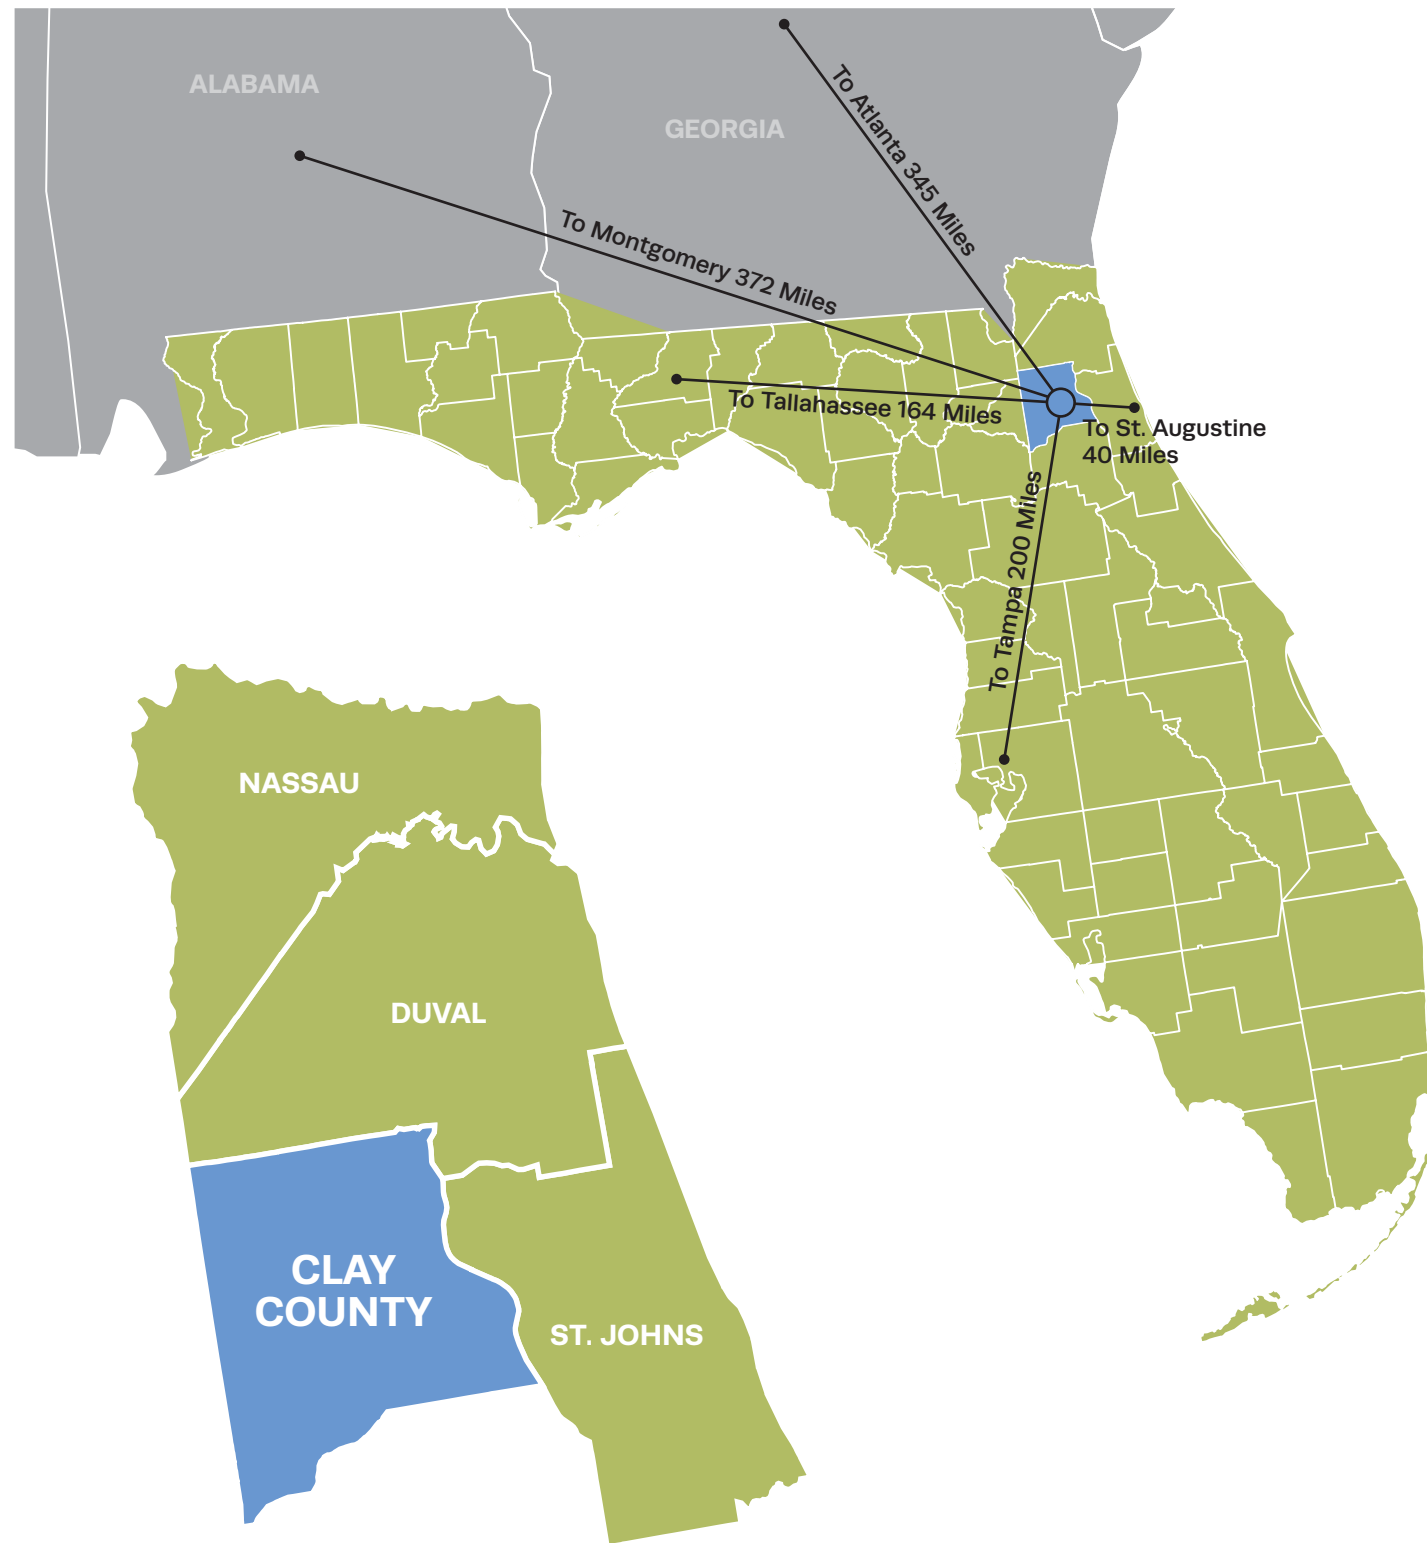 ALABAMA
GEORGIA
To Atlanta 345 Miles
To Montgomery 372 Miles
To Tallahassee 164 Miles
To St. Augustine
40 Miles
To Tampa 200 Miles
NASSAU
DUVAL
CLAY
COUNTY
ST. JOHNS